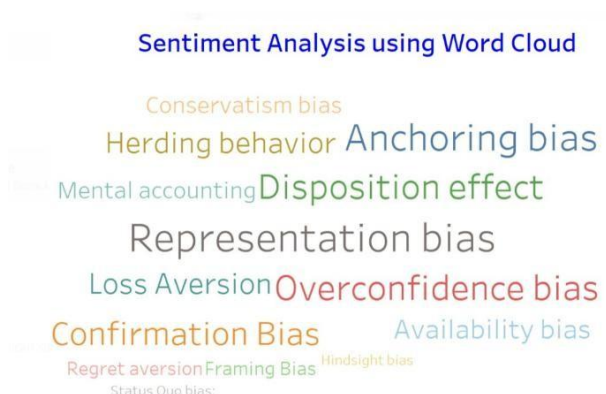 Sentiment Analysis using Word Cloud
Conservatism bias
Herding behavior Anchoring bias
Mental accounting Disposition effect
Representation bias
Loss Aversion Overconfidence bias
Confirmation Bias Availability bias
Regret aversion Framing Bias Hindsight bias
Status Quo bias: